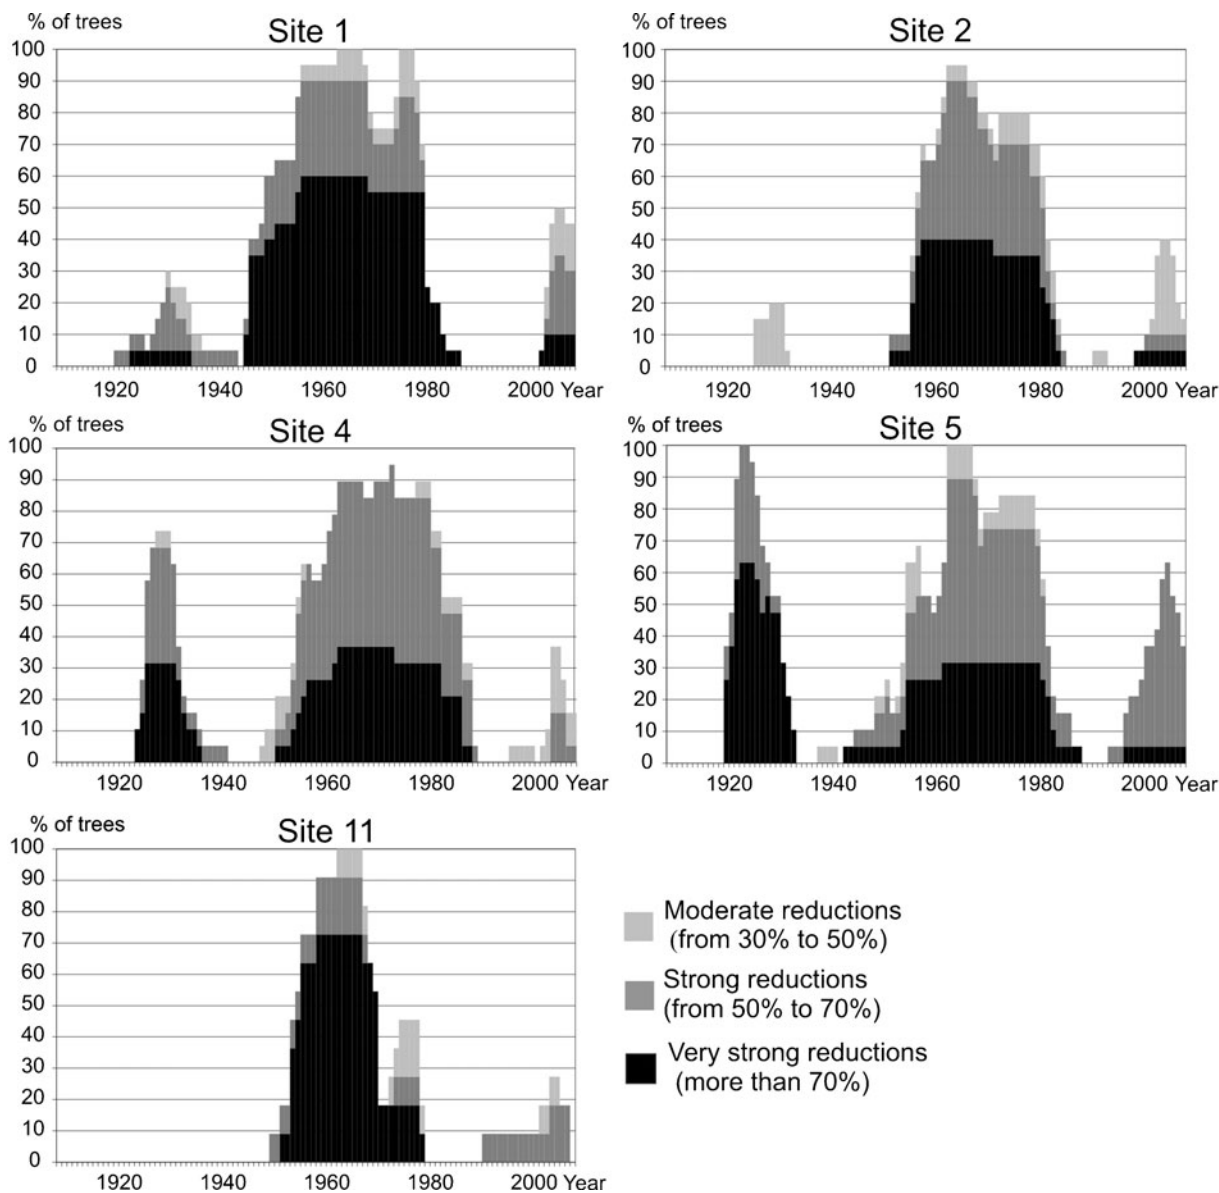 % of trees
Site 1
100
90
80
70
60
50
40
30
20
10
0
1920 1940 1960 1980 2000 Year
% of trees
Site 2
100
90
80
70
60
50
40
30
20
10
0
1920 1940 1960 1980 2000 Year
% of trees
Site 4
100
90
80
70
60
50
40
30
20
10
0
1920 1940 1960 1980 2000 Year
% of trees
Site 5
100
90
80
70
60
50
40
30
20
10
0
1920 1940 1960 1980 2000 Year
% of trees
Site 11
100
90
80
70
60
50
40
30
20
10
0
1920 1940 1960 1980 2000 Year
Moderate reductions
(from 30% to 50%)
Strong reductions
(from 50% to 70%)
Very strong reductions
(more than 70%)